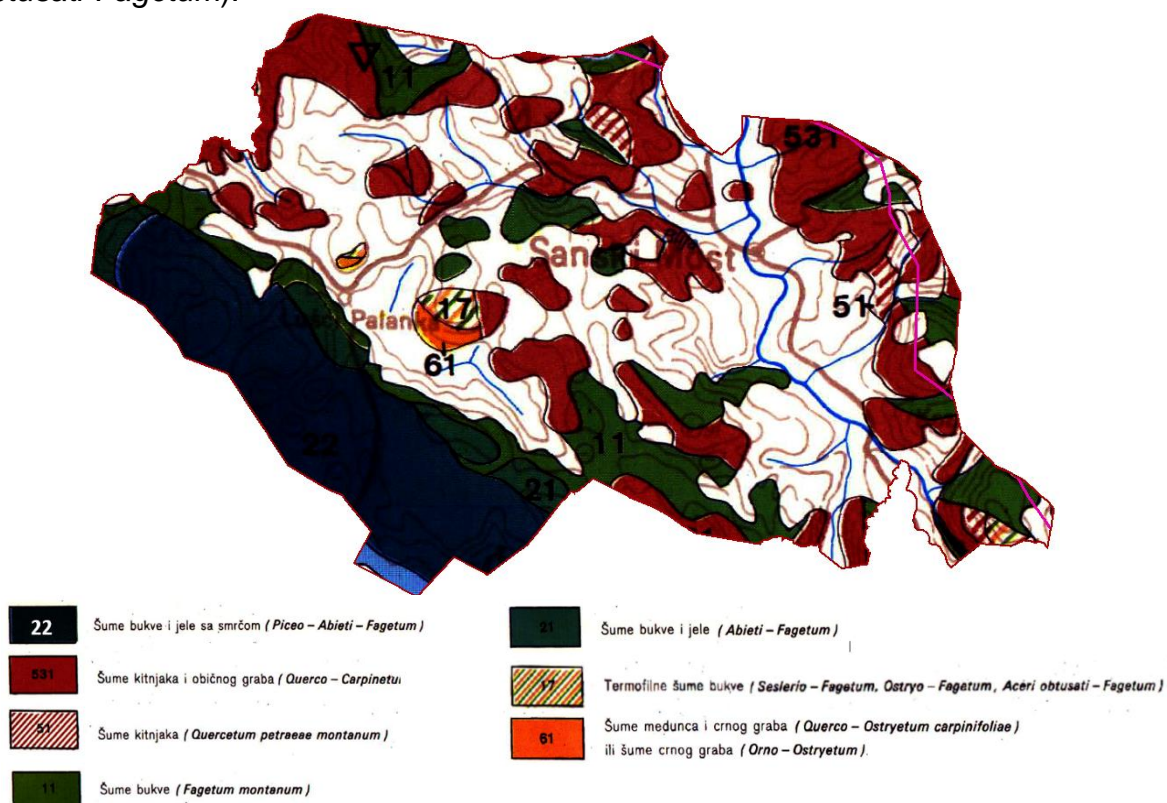 etusati Fagetum).
11
531
Sanski Most
17
51
Palanka
61
22
11
21
22 Šume bukve i jele sa smrčom ( Piceo – Abieti – Fagetum )
531 Šume kitnjaka i običnog graba ( Querco – Carpinetu
51 Šume kitnjaka ( Quercetum petraeae montanum )
11 Šume bukve ( Fagetum montanum )
21 Šume bukve i jele ( Abieti – Fagetum )
17 Termofilne šume bukve ( Seslerio – Fagetum, Ostryo – Fagetum, Aceri obtusati – Fagetum )
61 Šume medunca i crnog graba ( Querco – Ostryetum carpinifoliae )
ili šume crnog graba ( Orno – Ostryetum ).